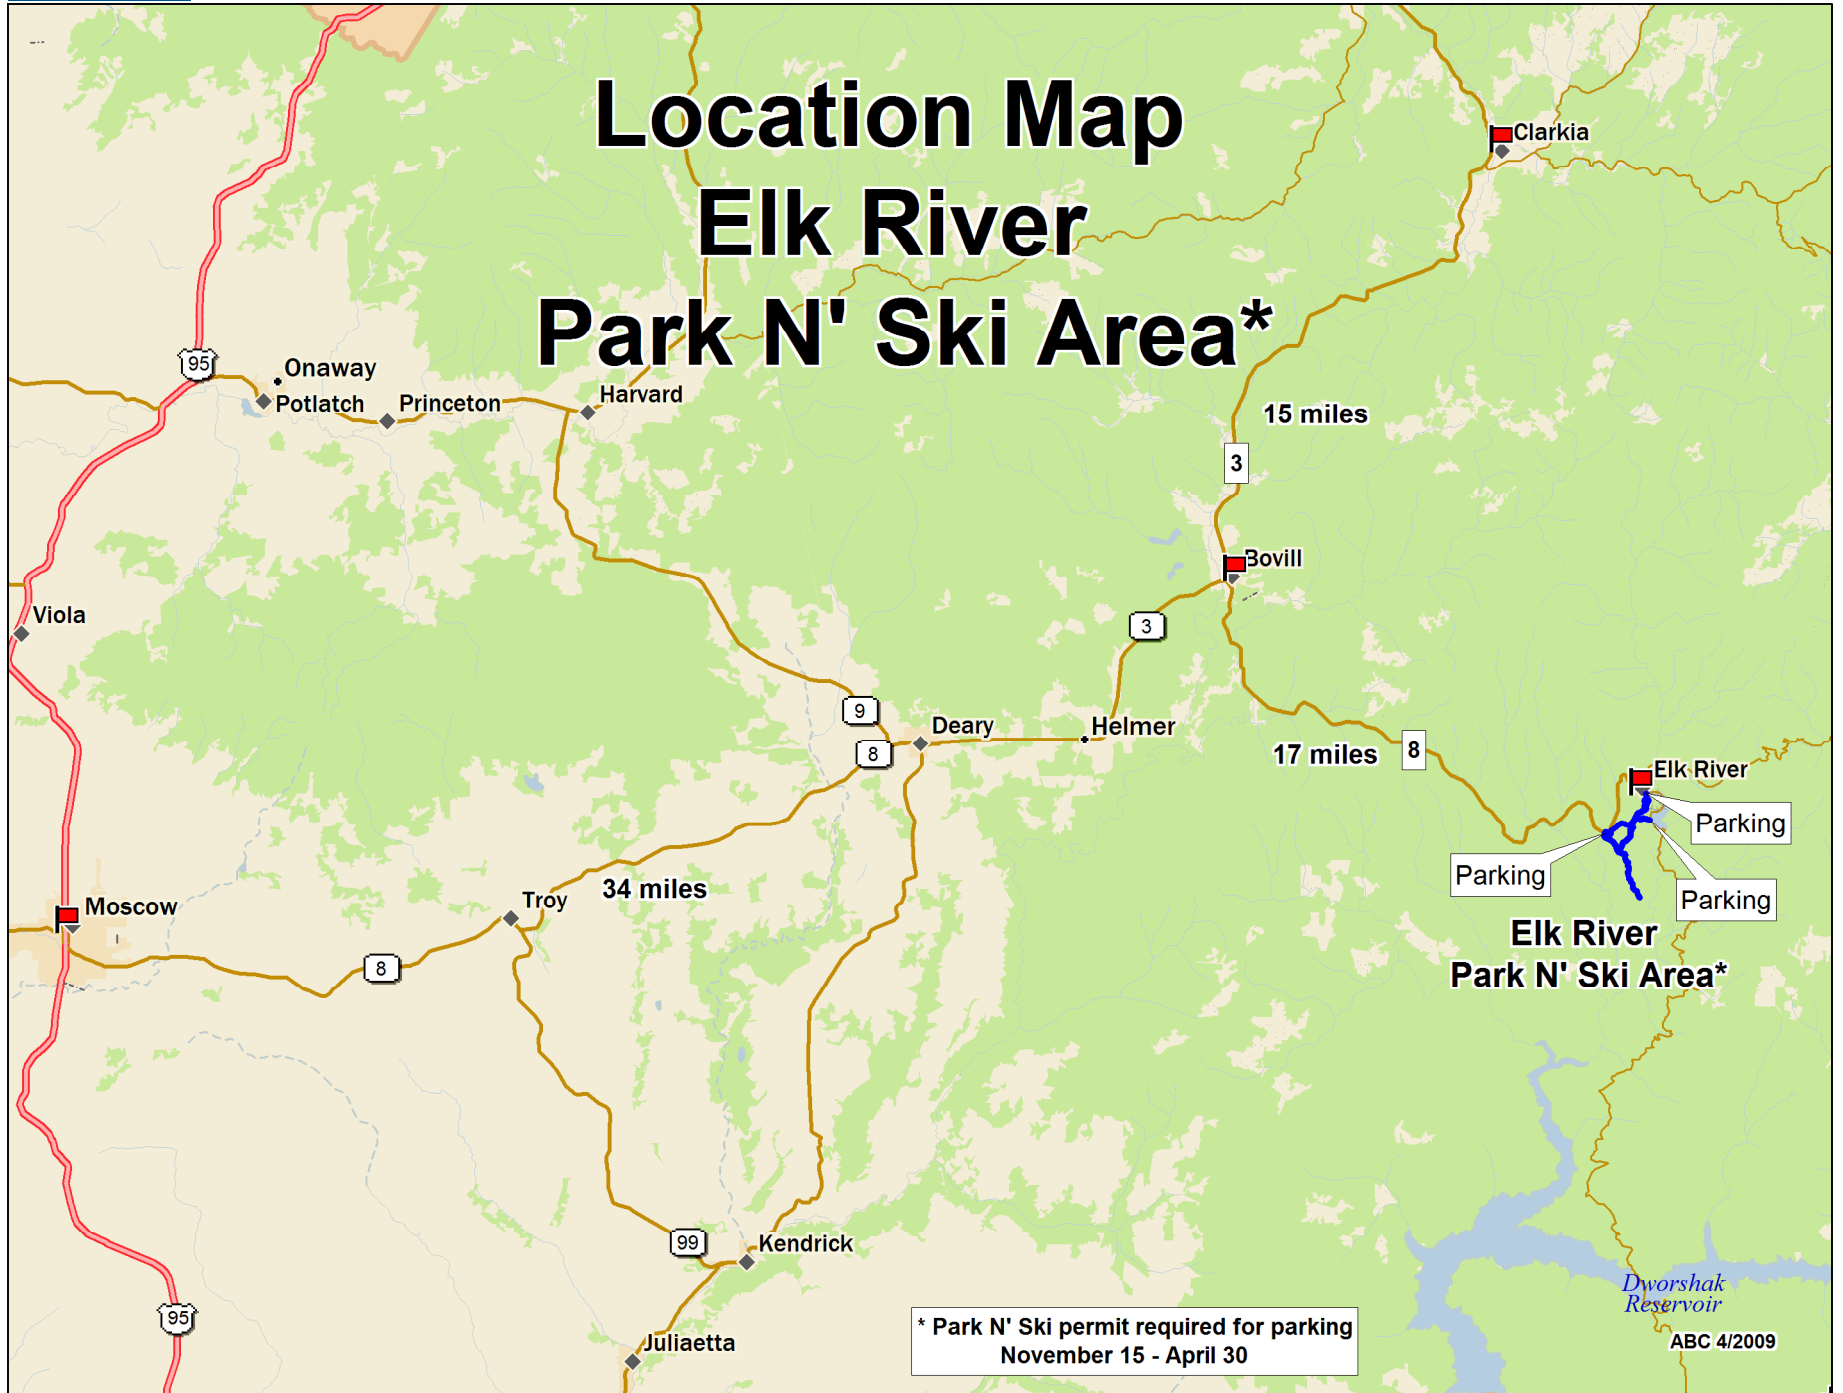 Location Map
Elk River
Park N' Ski Area*
Clarkia
95
Onaway
Potlatch
Princeton
Harvard
15 miles
3
Bovill
Viola
3
9
Deary
Helmer
8
17 miles
8
Elk River
Parking
Parking
Parking
Elk River
Park N' Ski Area*
34 miles
Troy
Moscow
8
99
Kendrick
Dworshak
Reservoir
95
Juliaetta
* Park N' Ski permit required for parking
November 15 - April 30
ABC 4/2009